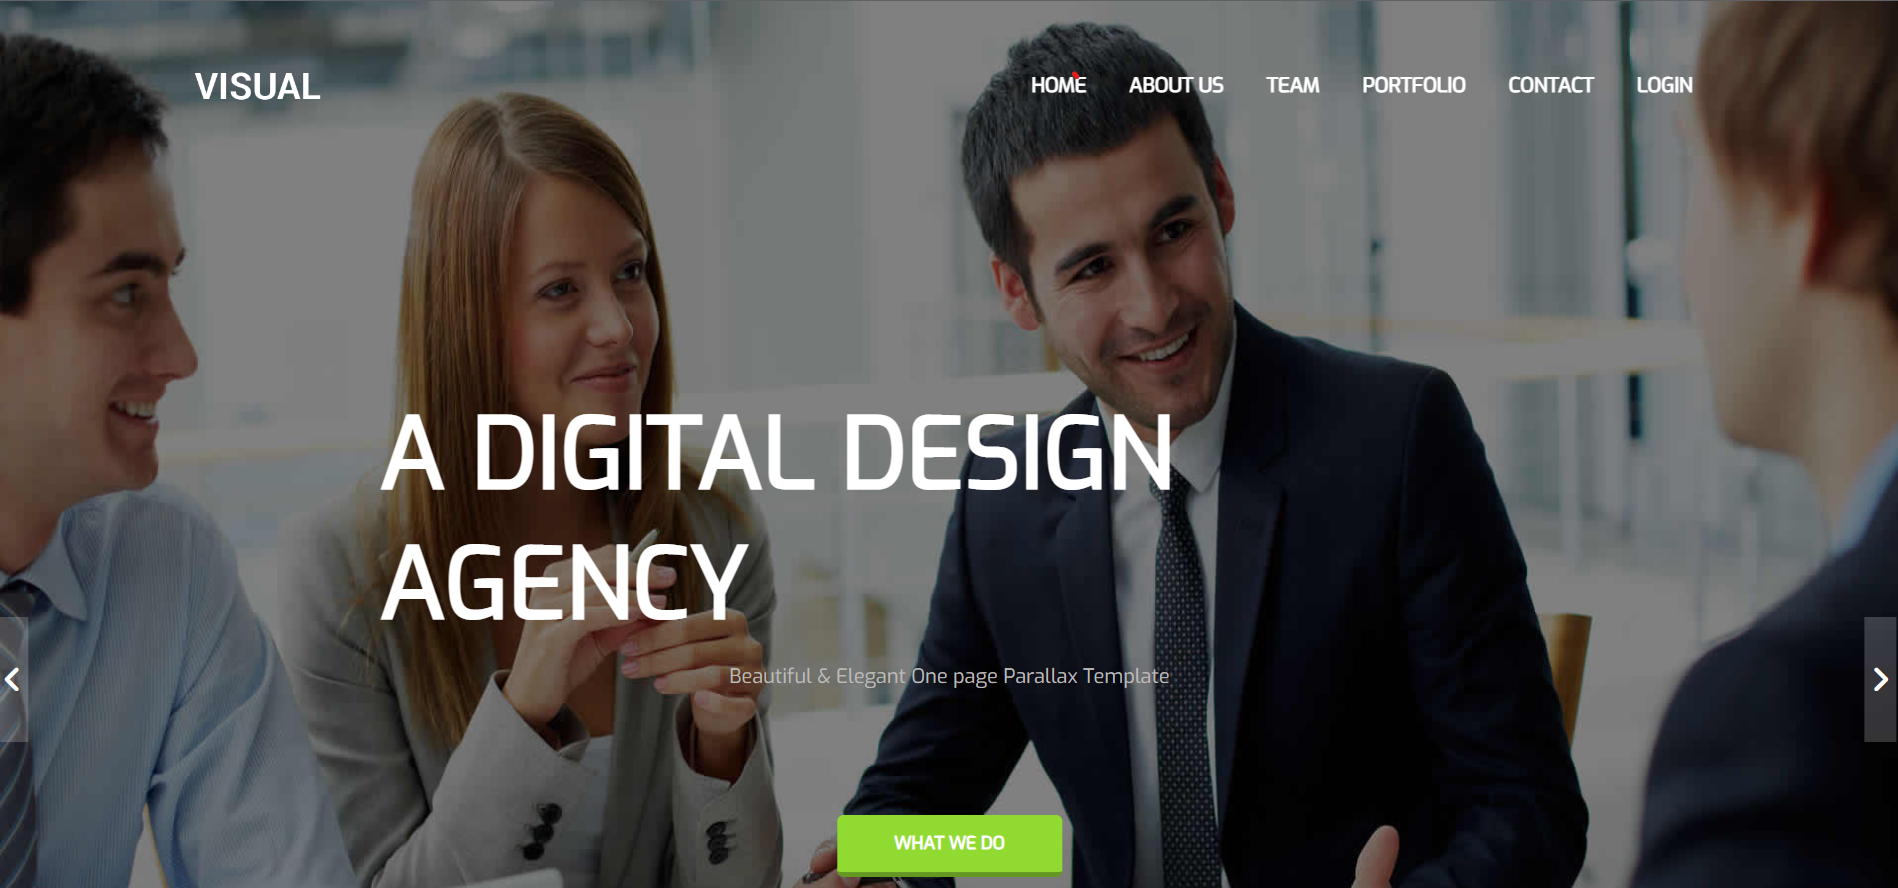 VISUAL
HOME ABOUT US TEAM PORTFOLIO CONTACT LOGIN
A DIGITAL DESIGN
AGENCY
Beautiful & Elegant One page Parallax Template
WHAT WE DO